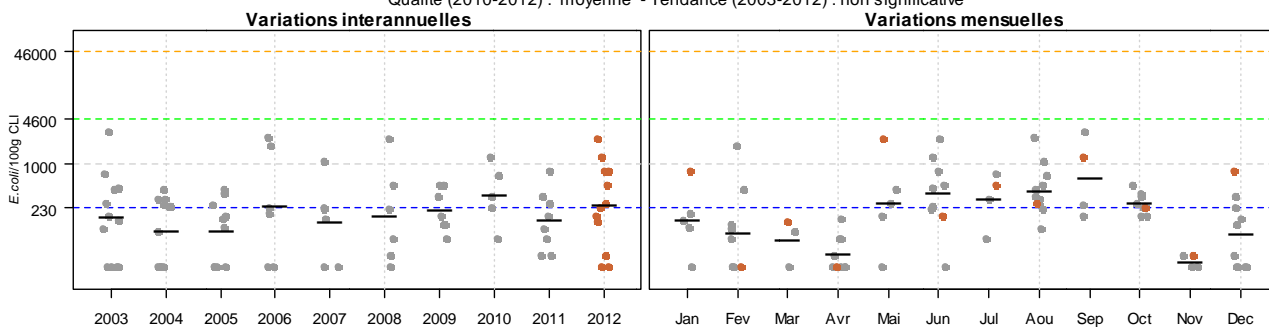 Qualité (2010-2012) : moyenne - Tendance (2003-2012) : non significative
Variations interannuelles
Variations mensuelles
E.coli/100g CLI
46000
4600
1000
230
2003 2004 2005 2006 2007 2008 2009 2010 2011 2012
Jan Fev Mar Avr Mai Jun Jul Aou Sep Oct Nov Dec